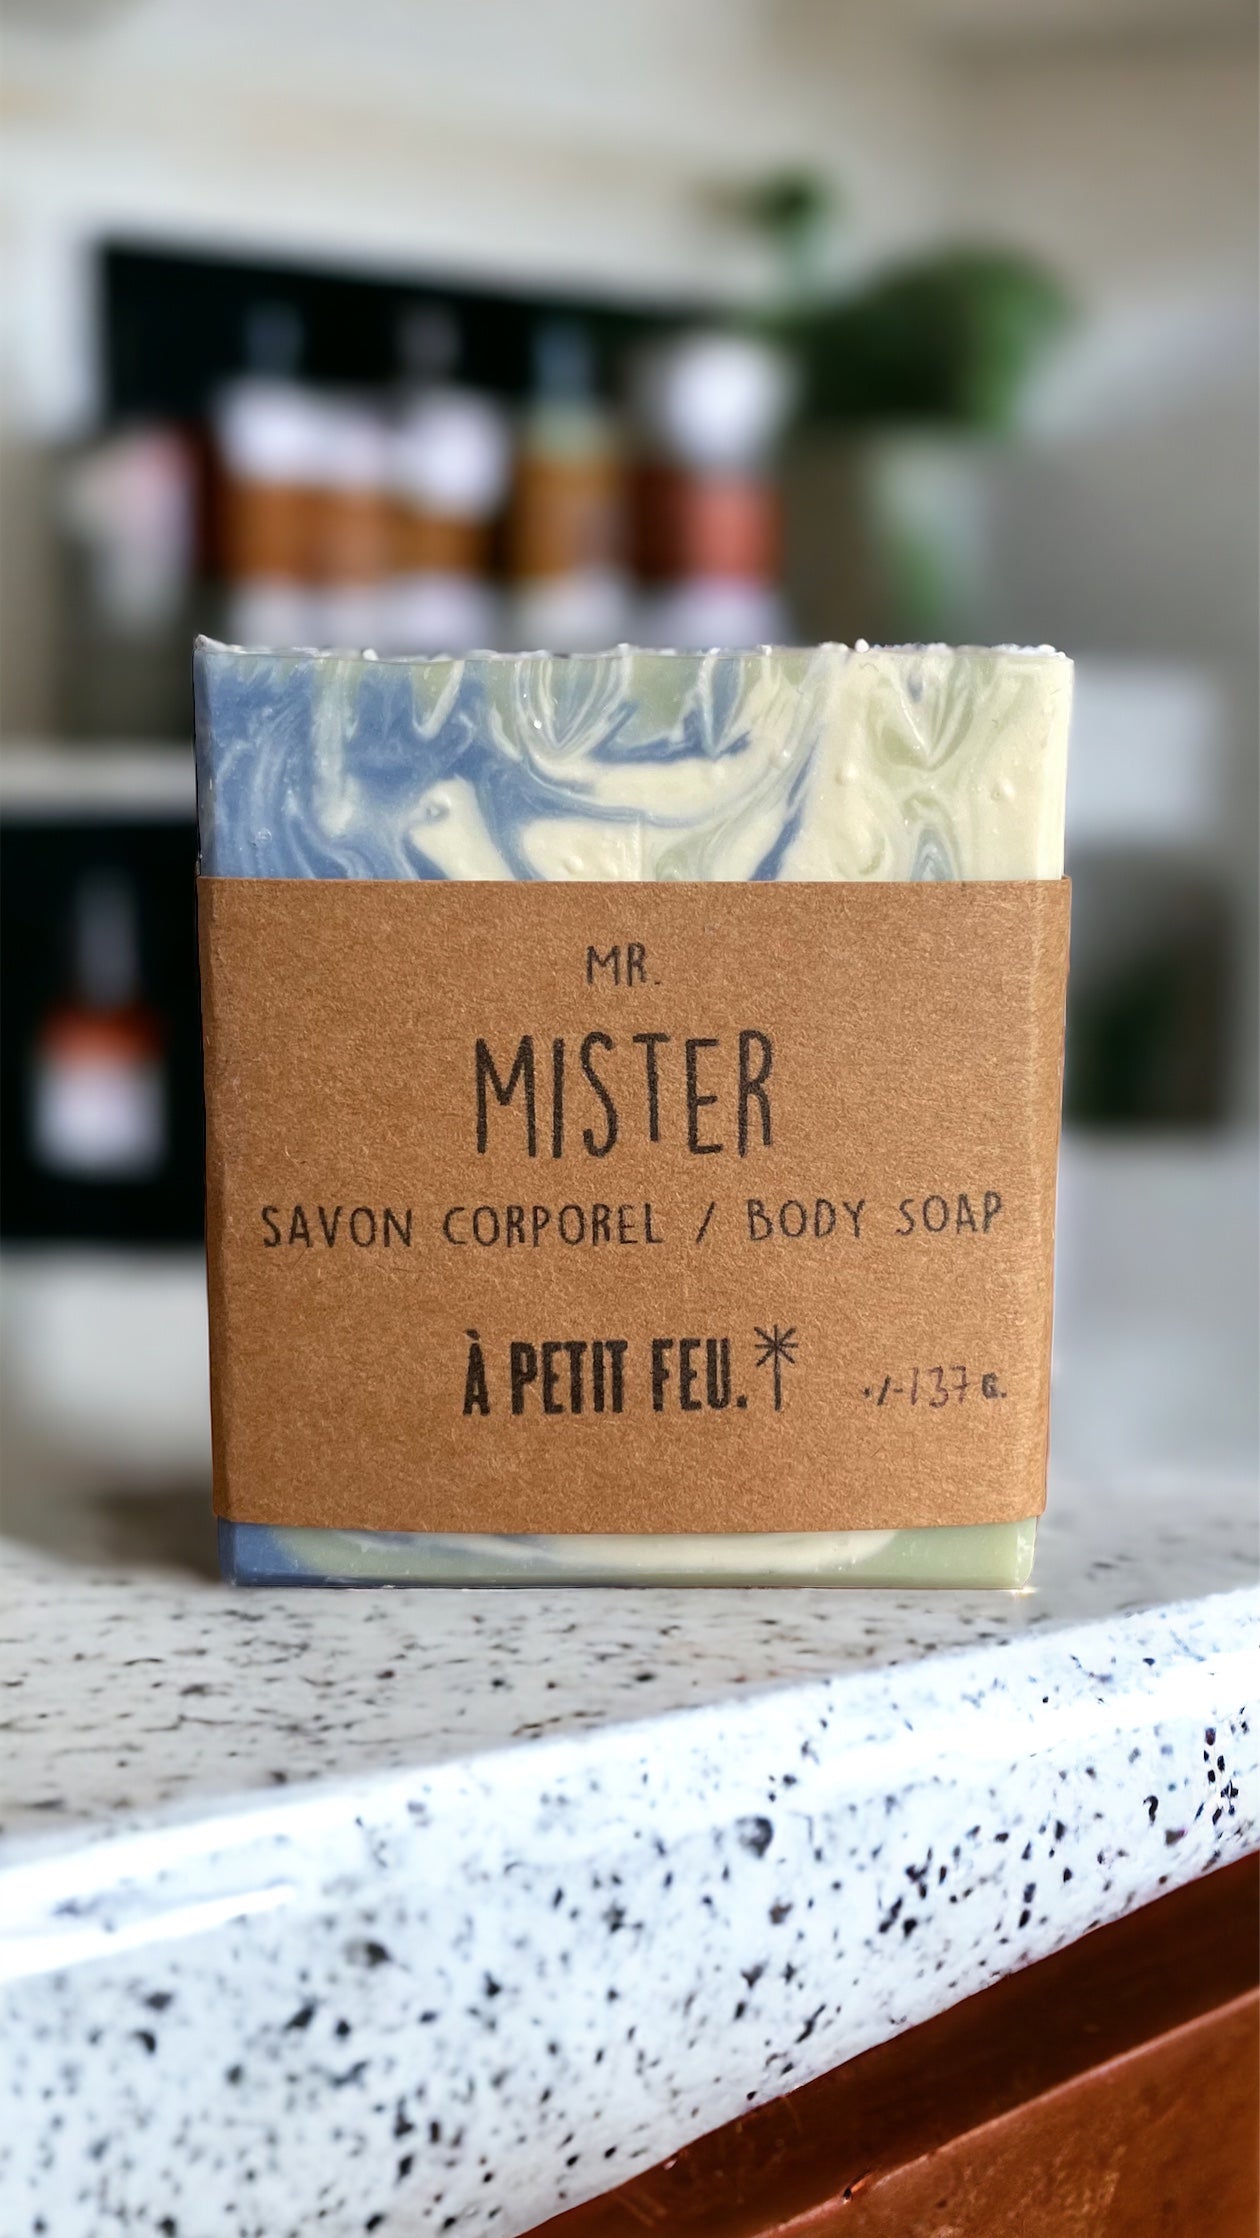 MR.
MISTER
SAVON CORPOREL / BODY SOAP
À PETIT FEU.
+/-137 G.